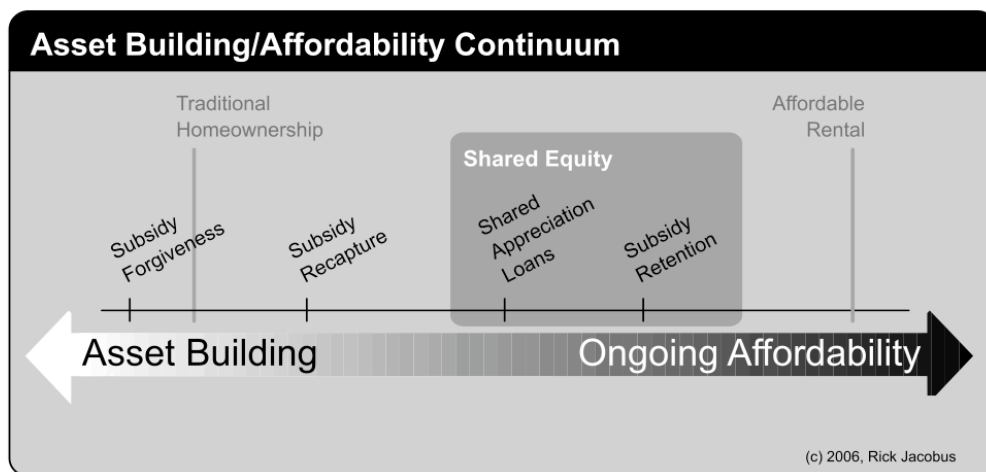 Asset Building/Affordability Continuum
Traditional
Homeownership
Affordable
Rental
Shared Equity
Subsidy
Forgiveness
Subsidy
Recapture
Shared
Appreciation
Loans
Subsidy
Retention
Asset Building
Ongoing Affordability
(c) 2006, Rick Jacobus